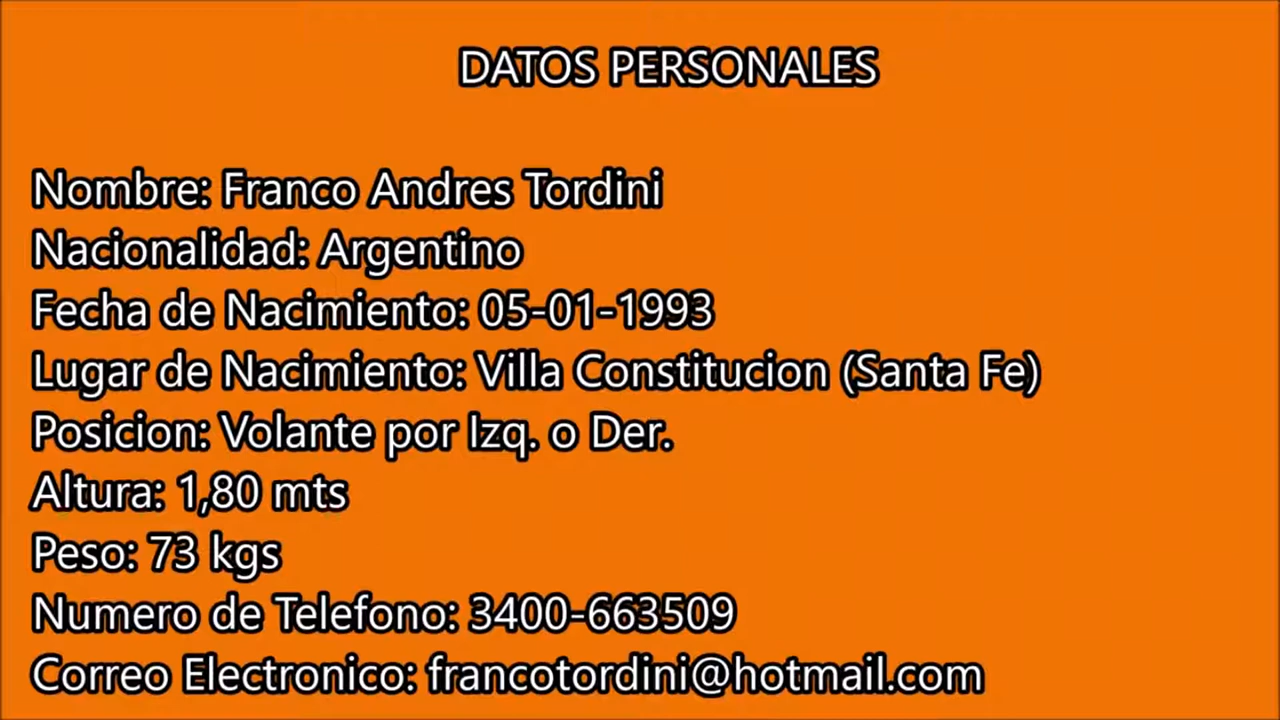 DATOS PERSONALES
Nombre: Franco Andres Tordini
Nacionalidad: Argentino
Fecha de Nacimiento: 05-01-1993
Lugar de Nacimiento: Villa Constitucion (Santa Fe)
Posicion: Volante por Izq. o Der.
Altura: 1,80 mts
Peso: 73 kgs
Numero de Telefono: 3400-663509
Correo Electronico: francotordini@hotmail.com